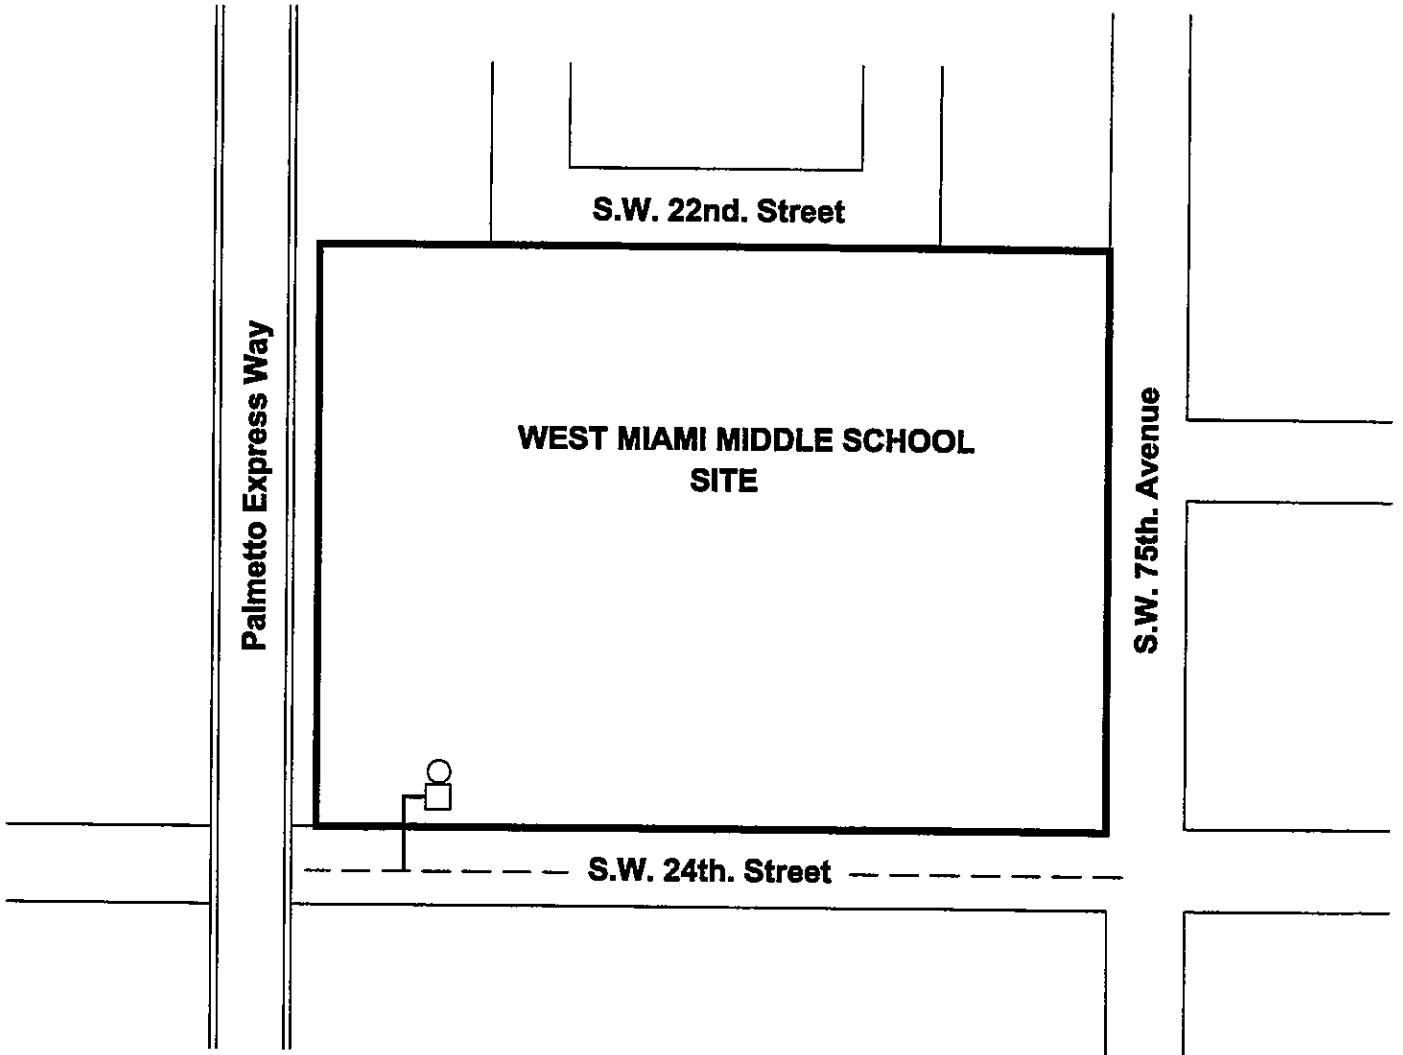 S.W. 22nd. Street
Palmetto Express Way
WEST MIAMI MIDDLE SCHOOL
SITE
S.W. 75th. Avenue
S.W. 24th. Street